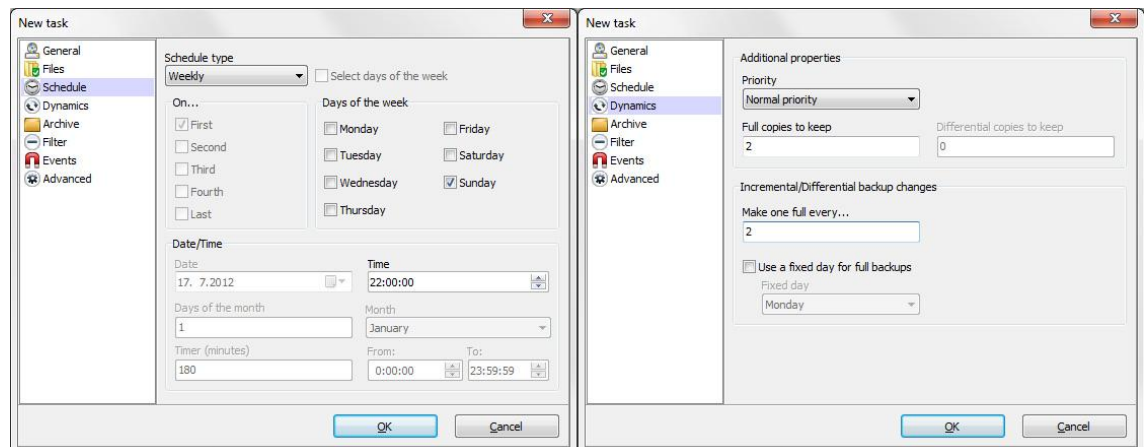 New task
General
Files
Schedule
Dynamics
Archive
Filter
Events
Advanced
Schedule type
Weekly
Select days of the week
On...
First
Second
Third
Fourth
Last
Days of the week
Monday
Friday
Tuesday
Saturday
Wednesday
Sunday
Thursday
Date/Time
Date
Time
17. 7.2012
22:00:00
Days of the month
Month
1
January
Timer (minutes)
From:
To:
180
0:00:00
23:59:59
OK
Cancel
New task
General
Files
Schedule
Dynamics
Archive
Filter
Events
Advanced
Additional properties
Priority
Normal priority
Full copies to keep
Differential copies to keep
2
0
Incremental/Differential backup changes
Make one full every...
2
Use a fixed day for full backups
Fixed day
Monday
OK
Cancel